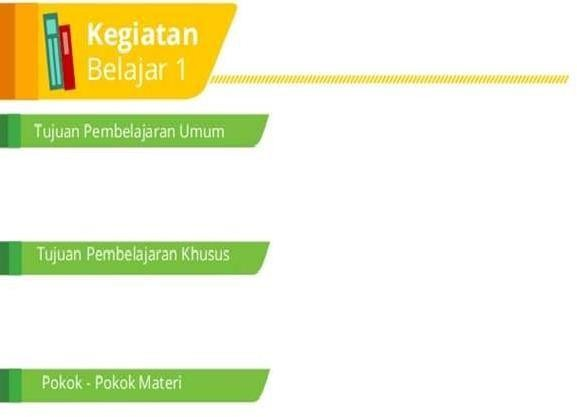 Kegiatan
Belajar 1
Tujuan Pembelajaran Umum
Tujuan Pembelajaran Khusus
Pokok - Pokok Materi